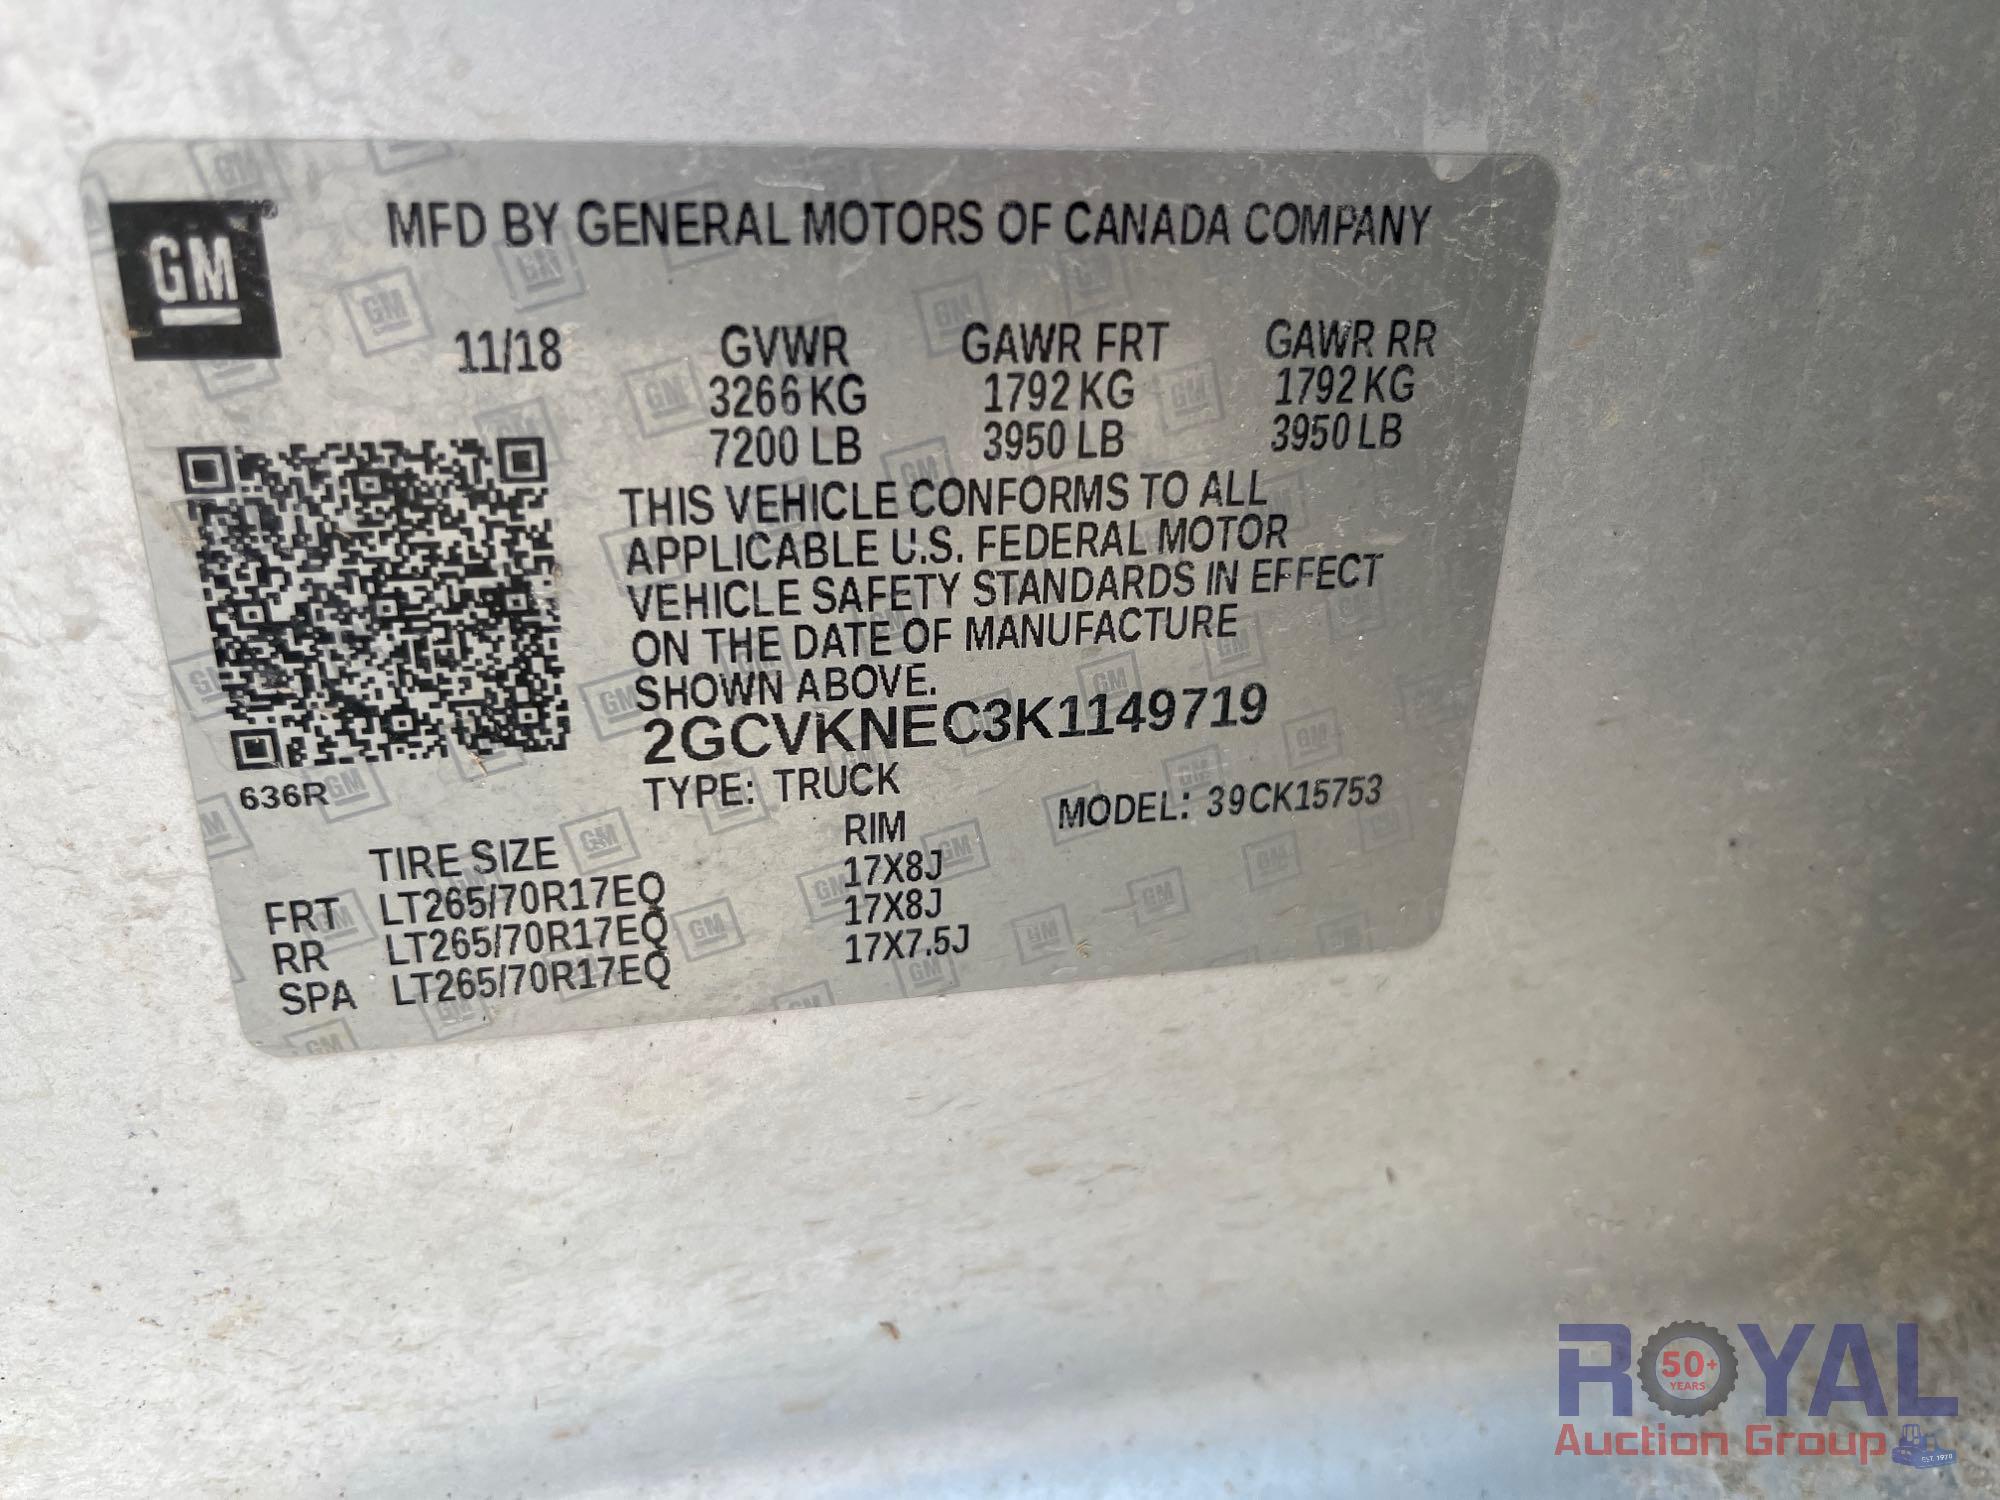 GM
MFD BY GENERAL MOTORS OF CANADA COMPANY
11/18 GVWR GAWR FRT GAWR RR
3266 KG 1792 KG 1792 KG
7200 LB 3950 LB 3950 LB
THIS VEHICLE CONFORMS TO ALL
APPLICABLE U.S. FEDERAL MOTOR
VEHICLE SAFETY STANDARDS IN EFFECT
ON THE DATE OF MANUFACTURE
SHOWN ABOVE.
2GCVKNEC3K1149719
636R
TYPE: TRUCK MODEL: 39CK15753
TIRE SIZE RIM
FRT LT265/70R17EQ 17X8J
RR LT265/70R17EQ 17X8J
SPA LT265/70R17EQ 17X7.5J
ROYAL
50+
YEARS
Auction Group
EST. 1970